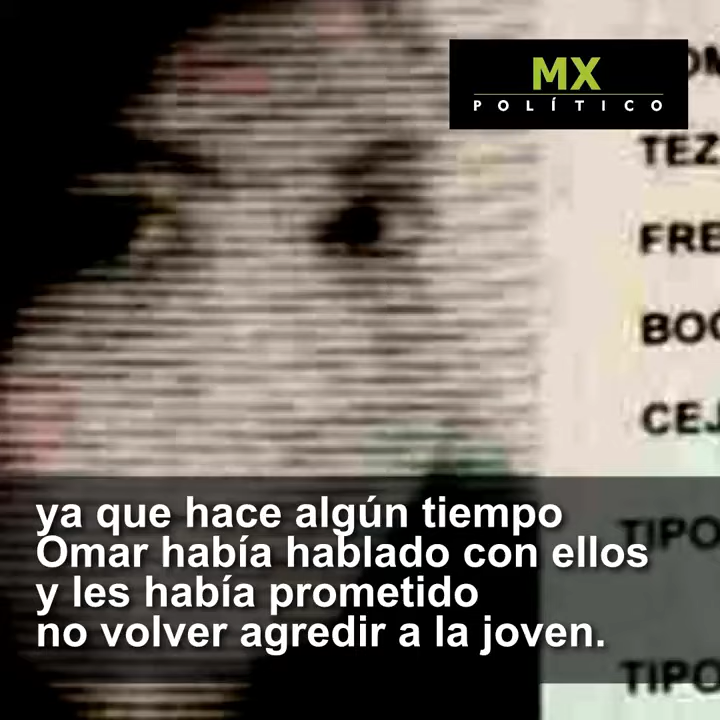 MX
POLÍTICO
TEZ
FRE
BOC
CEJ
TIPO
TIPO
ya que hace algún tiempo
Omar había hablado con ellos
y les había prometido
no volver agredir a la joven.